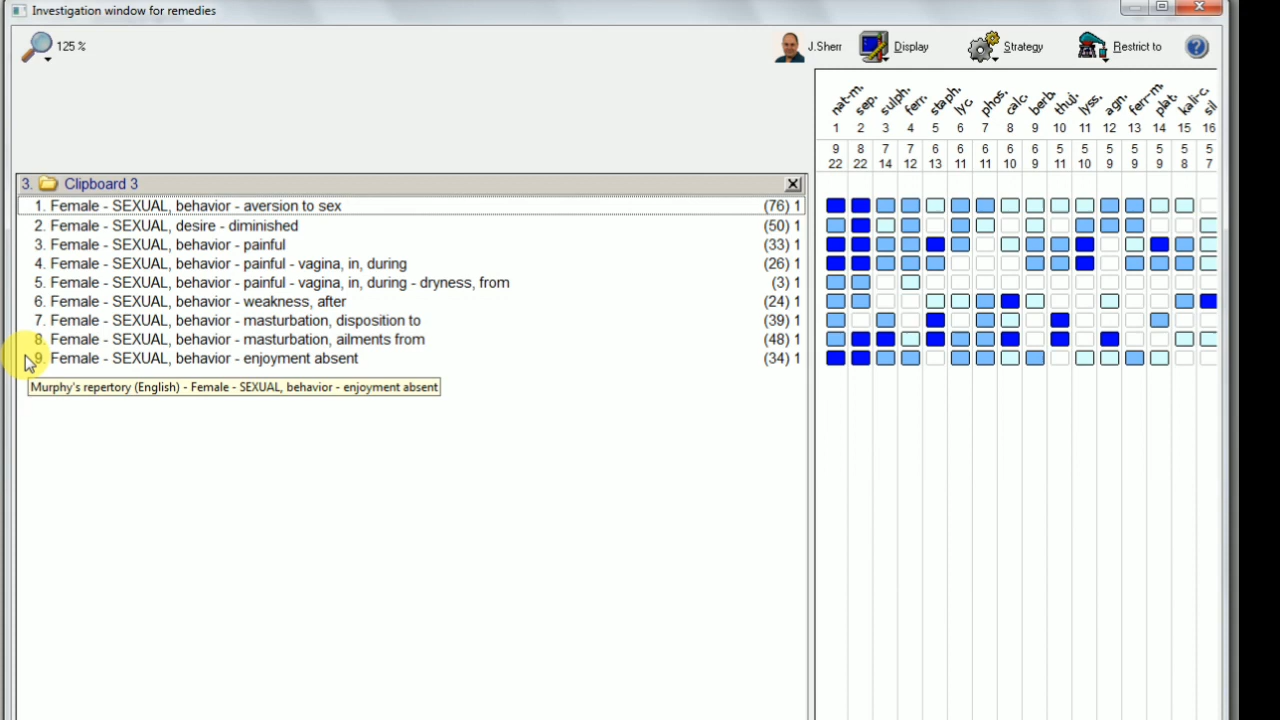 Investigation window for remedies
125 %
J.Sherr Display Strategy Restrict to ?
nat-m. sep. sulph. ferr. staph. lyc. phos. calc. berb. thuj. lyss. agn. ferr-m. plat. kali-c. sil
1 2 3 4 5 6 7 8 9 10 11 12 13 14 15 16
9 8 7 7 6 6 6 6 6 5 5 5 5 5 5 5
22 22 14 12 13 11 11 10 9 11 10 9 9 9 8 7
3. Clipboard 3
1. Female - SEXUAL, behavior - aversion to sex (76) 1
2. Female - SEXUAL, desire - diminished (50) 1
3. Female - SEXUAL, behavior - painful (33) 1
4. Female - SEXUAL, behavior - painful - vagina, in, during (26) 1
5. Female - SEXUAL, behavior - painful - vagina, in, during - dryness, from (3) 1
6. Female - SEXUAL, behavior - weakness, after (24) 1
7. Female - SEXUAL, behavior - masturbation, disposition to (39) 1
8. Female - SEXUAL, behavior - masturbation, ailments from (48) 1
9. Female - SEXUAL, behavior - enjoyment absent (34) 1
Murphy's repertory (English) - Female - SEXUAL, behavior - enjoyment absent